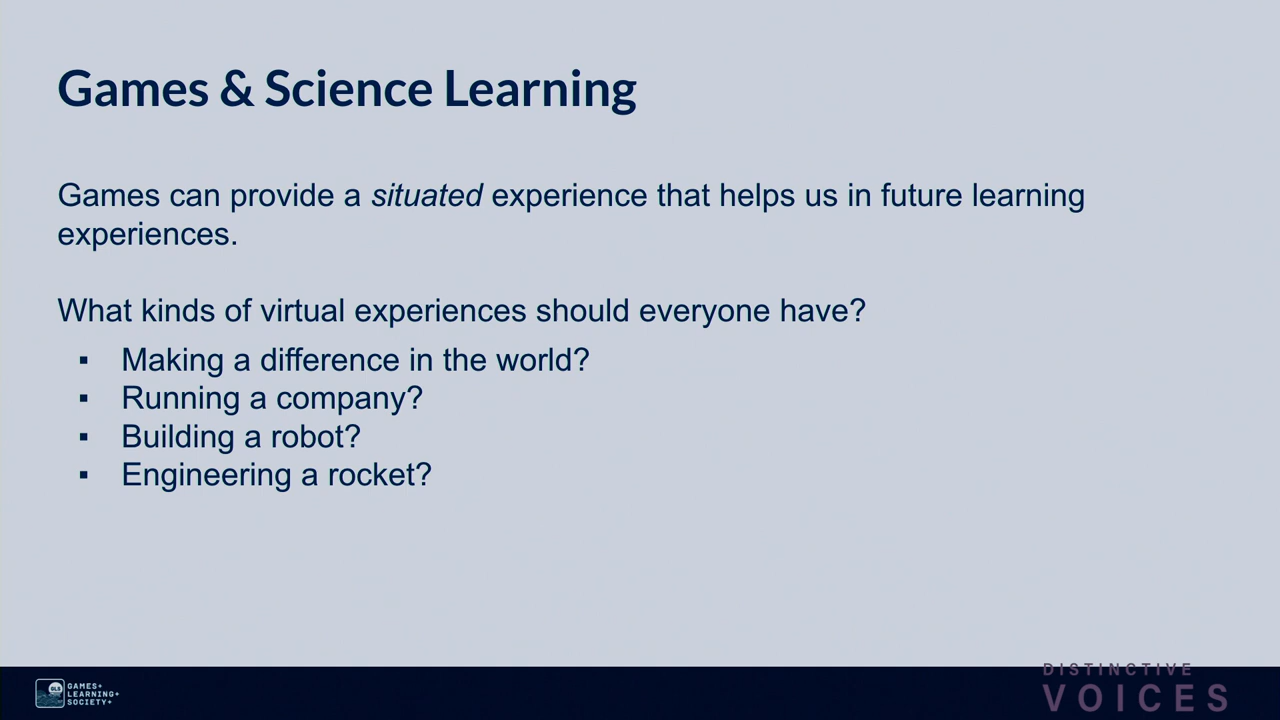 Games & Science Learning
Games can provide a situated experience that helps us in future learning
experiences.
What kinds of virtual experiences should everyone have?
▪ Making a difference in the world?
▪ Running a company?
▪ Building a robot?
▪ Engineering a rocket?
GLS
GAMES+
LEARNING+
SOCIETY+
DISTINCTIVE
VOICES